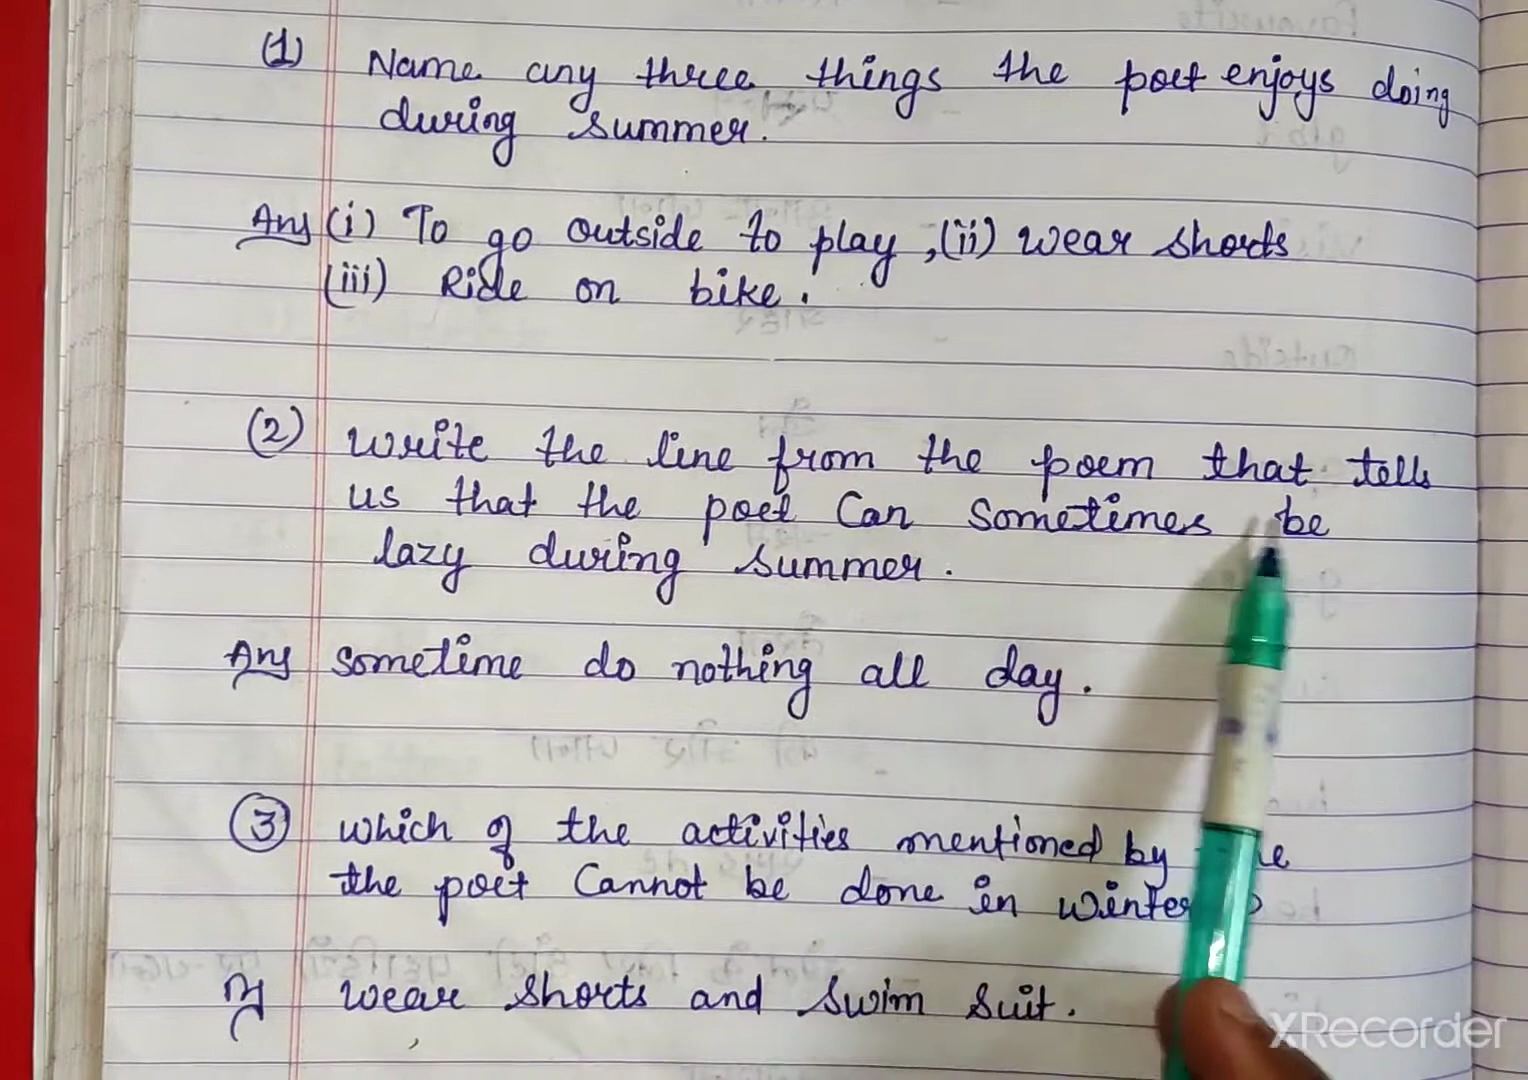 (1) Name any three things the poet enjoys doing
during summer.
Ans (i) To go outside to play, (ii) wear shorts
(iii) Ride on bike.
(2) write the line from the poem that tells
us that the poet can sometimes be
lazy during summer.
Ans sometime do nothing all day.
(3) which of the activities mentioned by
the poet cannot be done in winter
wear shorts and swim suit.
XRecorder